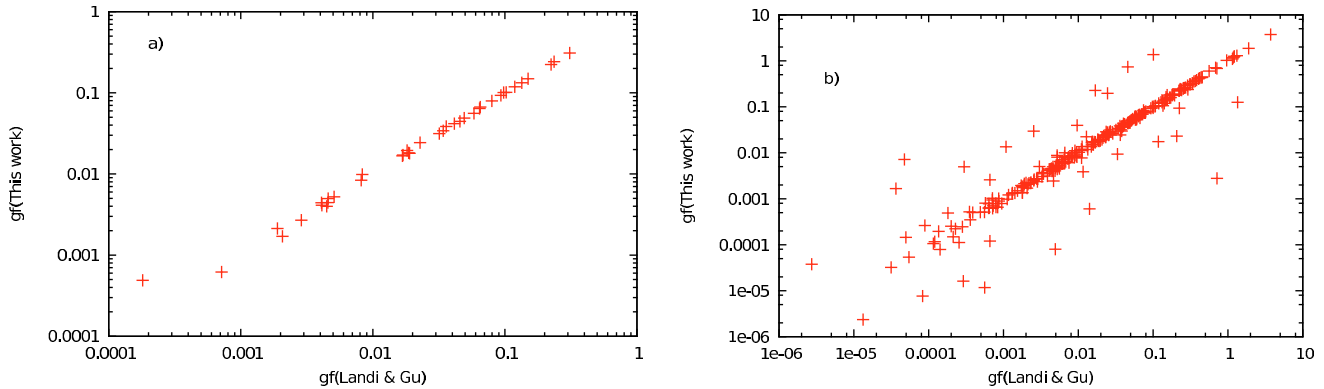 a)
1
0.1
0.01
0.001
0.0001
0.0001 0.001 0.01 0.1 1
gf(This work)
gf(Landi & Gu)
b)
10
1
0.1
0.01
0.001
0.0001
1e-05
1e-06
1e-06 1e-05 0.0001 0.001 0.01 0.1 1 10
gf(This work)
gf(Landi & Gu)